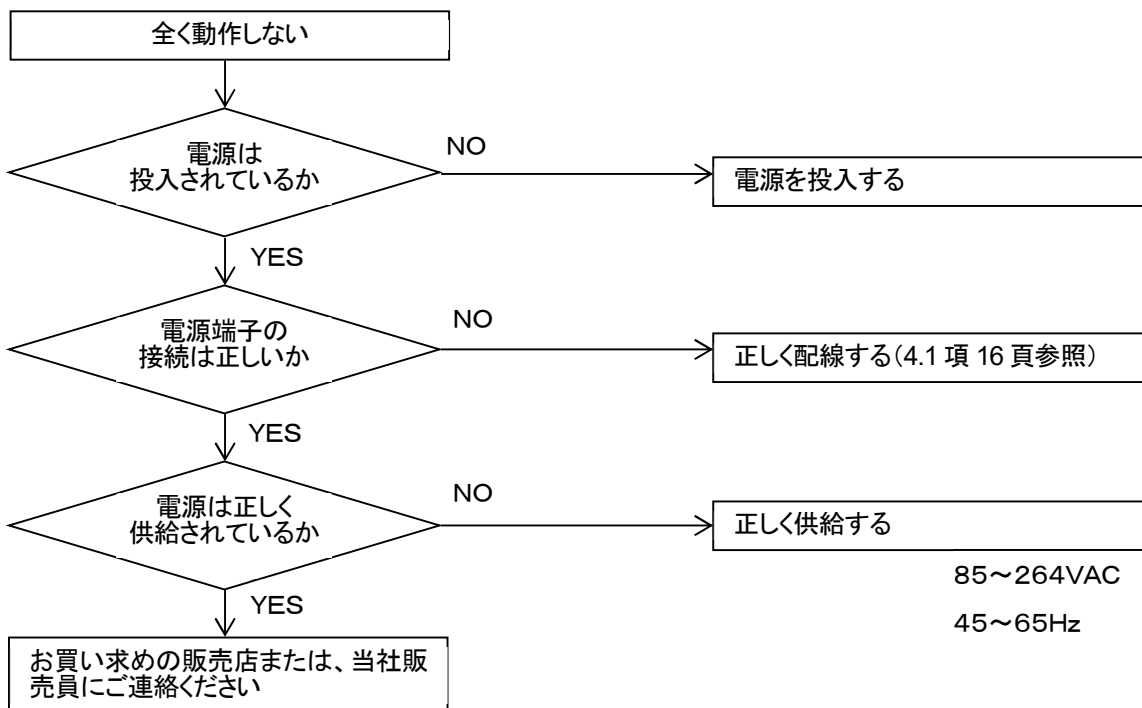 全く動作しない
電源は
投入されているか
NO
電源を投入する
YES
電源端子の
接続は正しいか
NO
正しく配線する(4.1 項 16 頁参照)
YES
電源は正しく
供給されているか
NO
正しく供給する
85~264VAC
45~65Hz
YES
お買い求めの販売店または、当社販
売員にご連絡ください